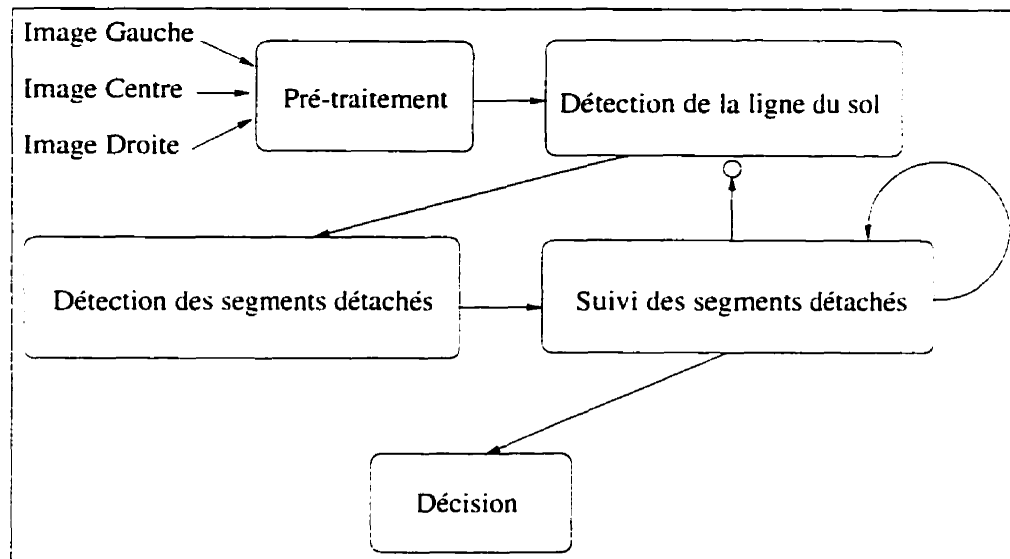 Image Gauche
Image Centre
Image Droite
Pré-traitement
Détection de la ligne du sol
Détection des segments détachés
Suivi des segments détachés
Décision